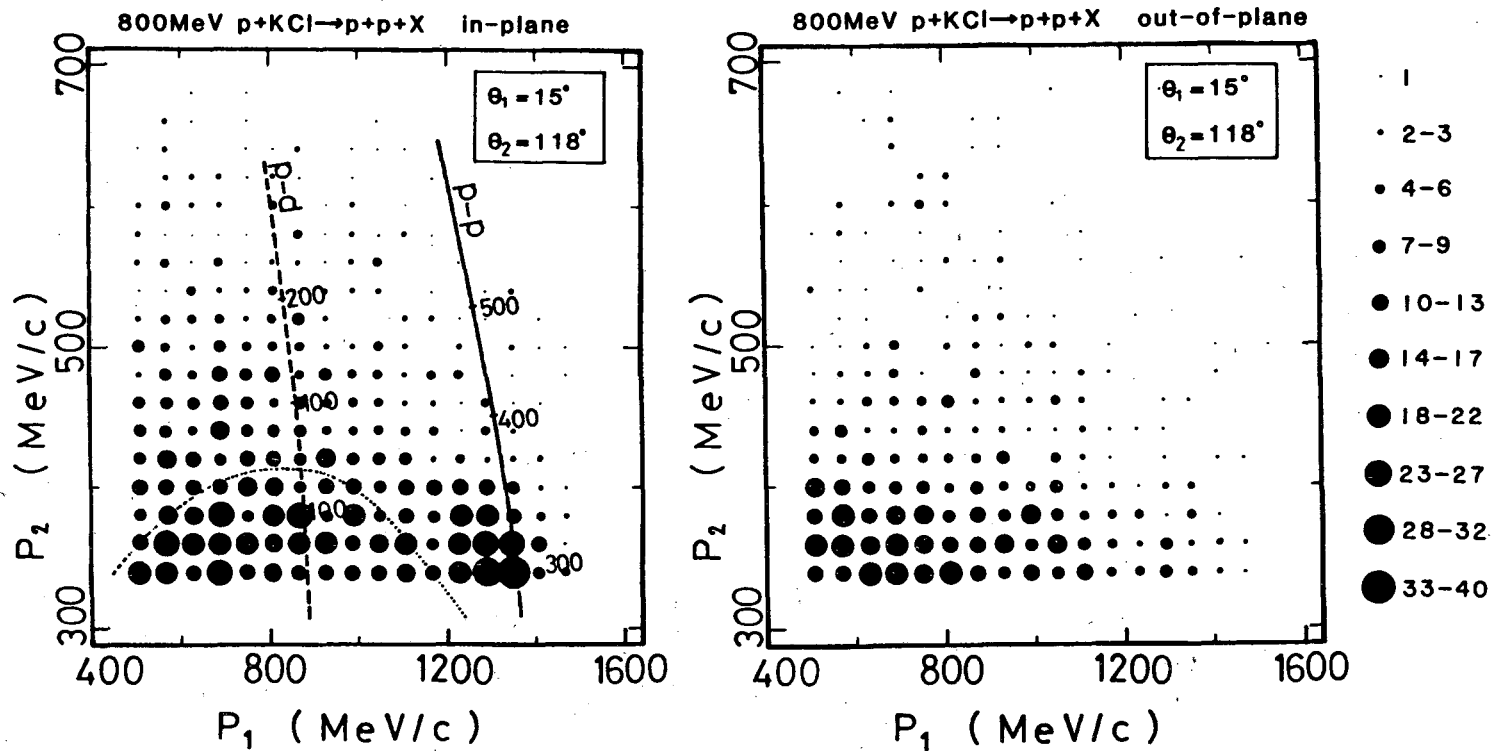 800MeV p+KCl→p+p+X in-plane
θ₁=15°
θ₂=118°
p-d
p-p
200
100
100
500
400
300
700
500
300
P₂ (MeV/c)
400 800 1200 1600
P₁ (MeV/c)
800MeV p+KCl→p+p+X out-of-plane
θ₁=15°
θ₂=118°
700
500
300
P₂ (MeV/c)
400 800 1200 1600
P₁ (MeV/c)
1
2-3
4-6
7-9
10-13
14-17
18-22
23-27
28-32
33-40